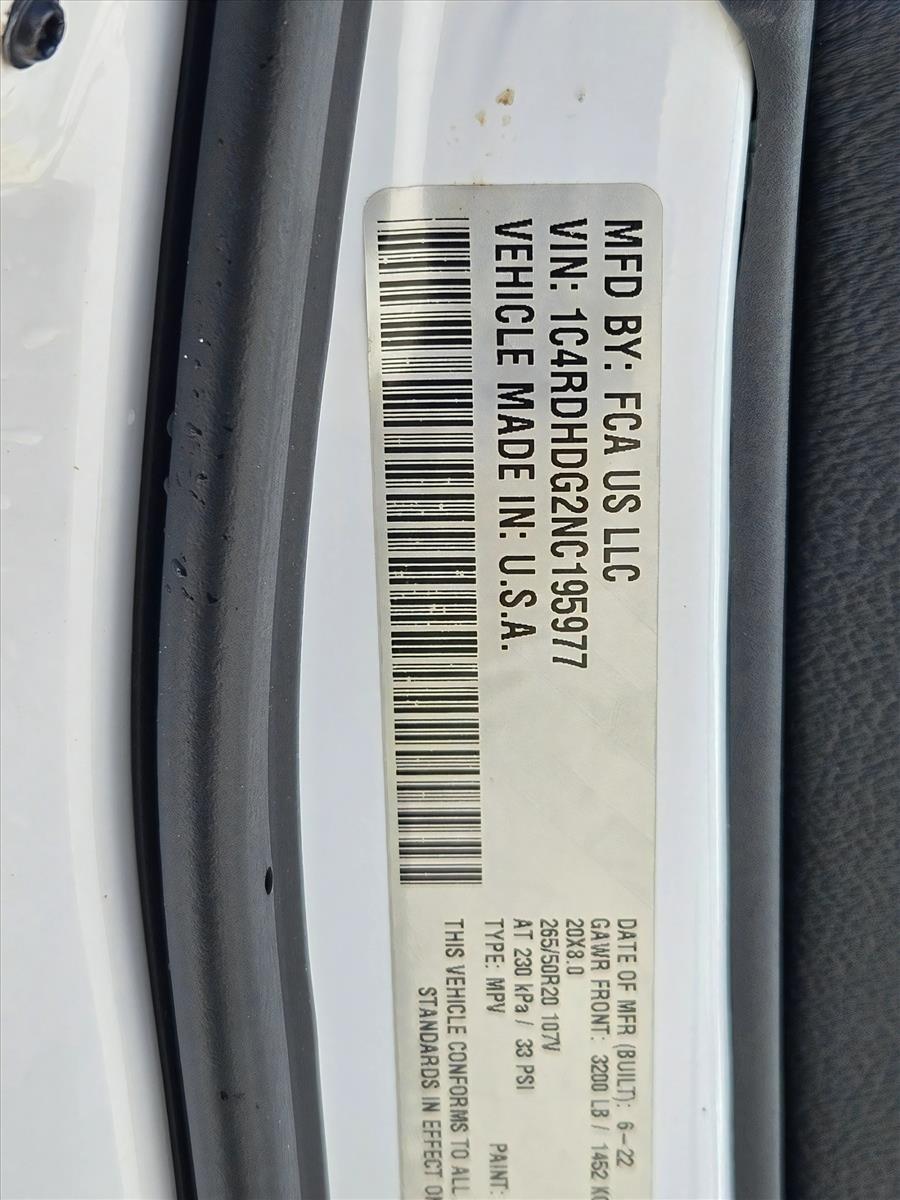 MFD BY: FCA US LLC
VIN: 1C4RDHDG2NC195977
VEHICLE MADE IN: U.S.A.
DATE OF MFR (BUILT): 6-22
GAWR FRONT: 3200 LB / 1452 KG
20X8.0
265/50R20 107V
AT 230 kPa / 33 PSI
TYPE: MPV PAINT:
THIS VEHICLE CONFORMS TO ALL
STANDARDS IN EFFECT